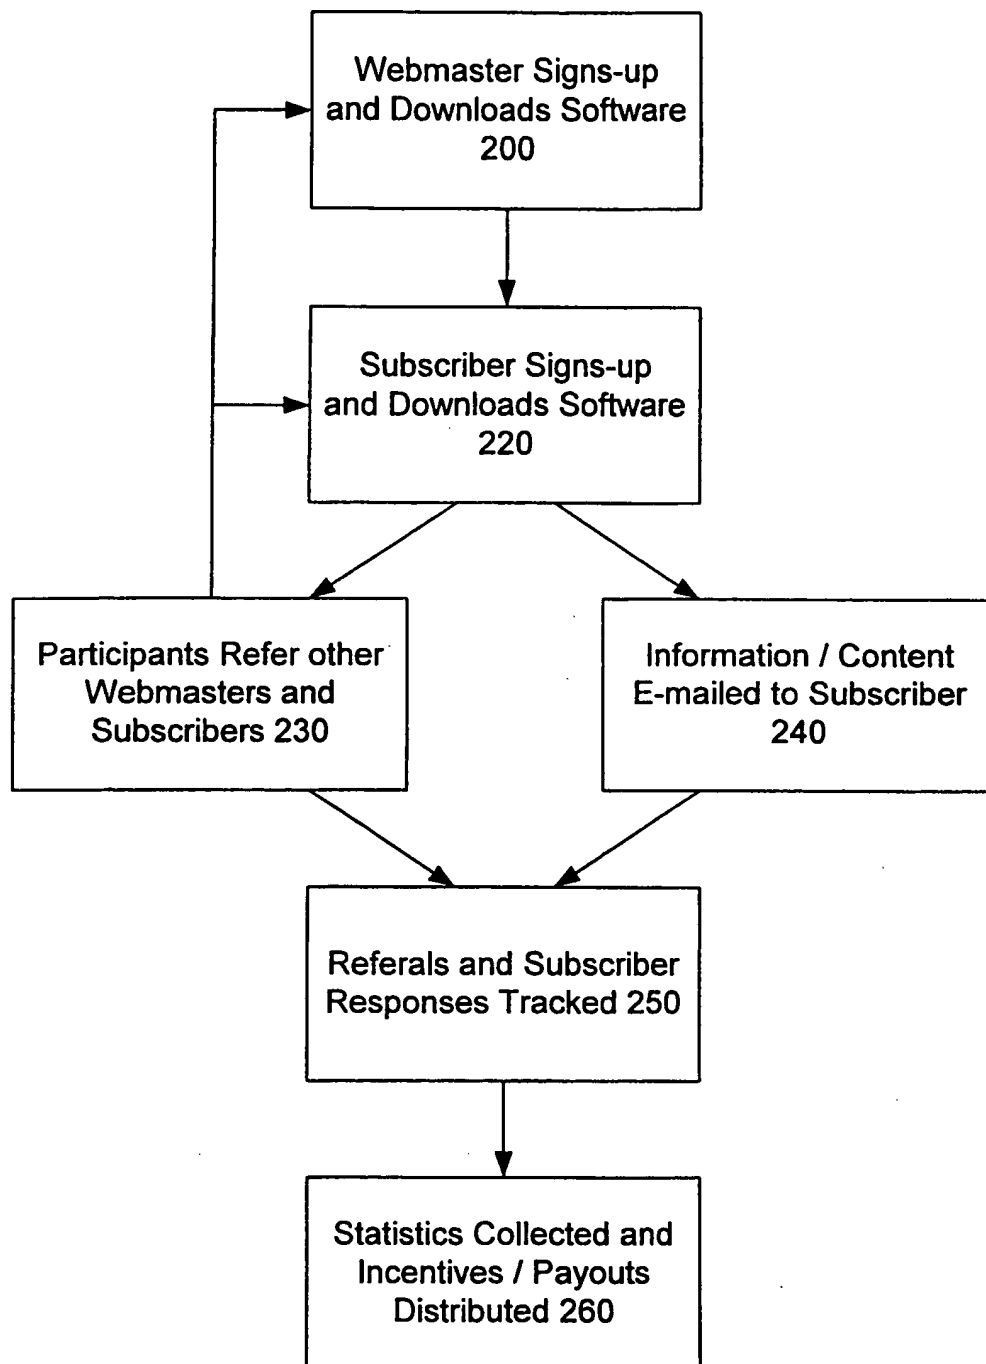 Webmaster Signs-up
and Downloads Software
200
Subscriber Signs-up
and Downloads Software
220
Participants Refer other
Webmasters and
Subscribers 230
Information / Content
E-mailed to Subscriber
240
Referals and Subscriber
Responses Tracked 250
Statistics Collected and
Incentives / Payouts
Distributed 260